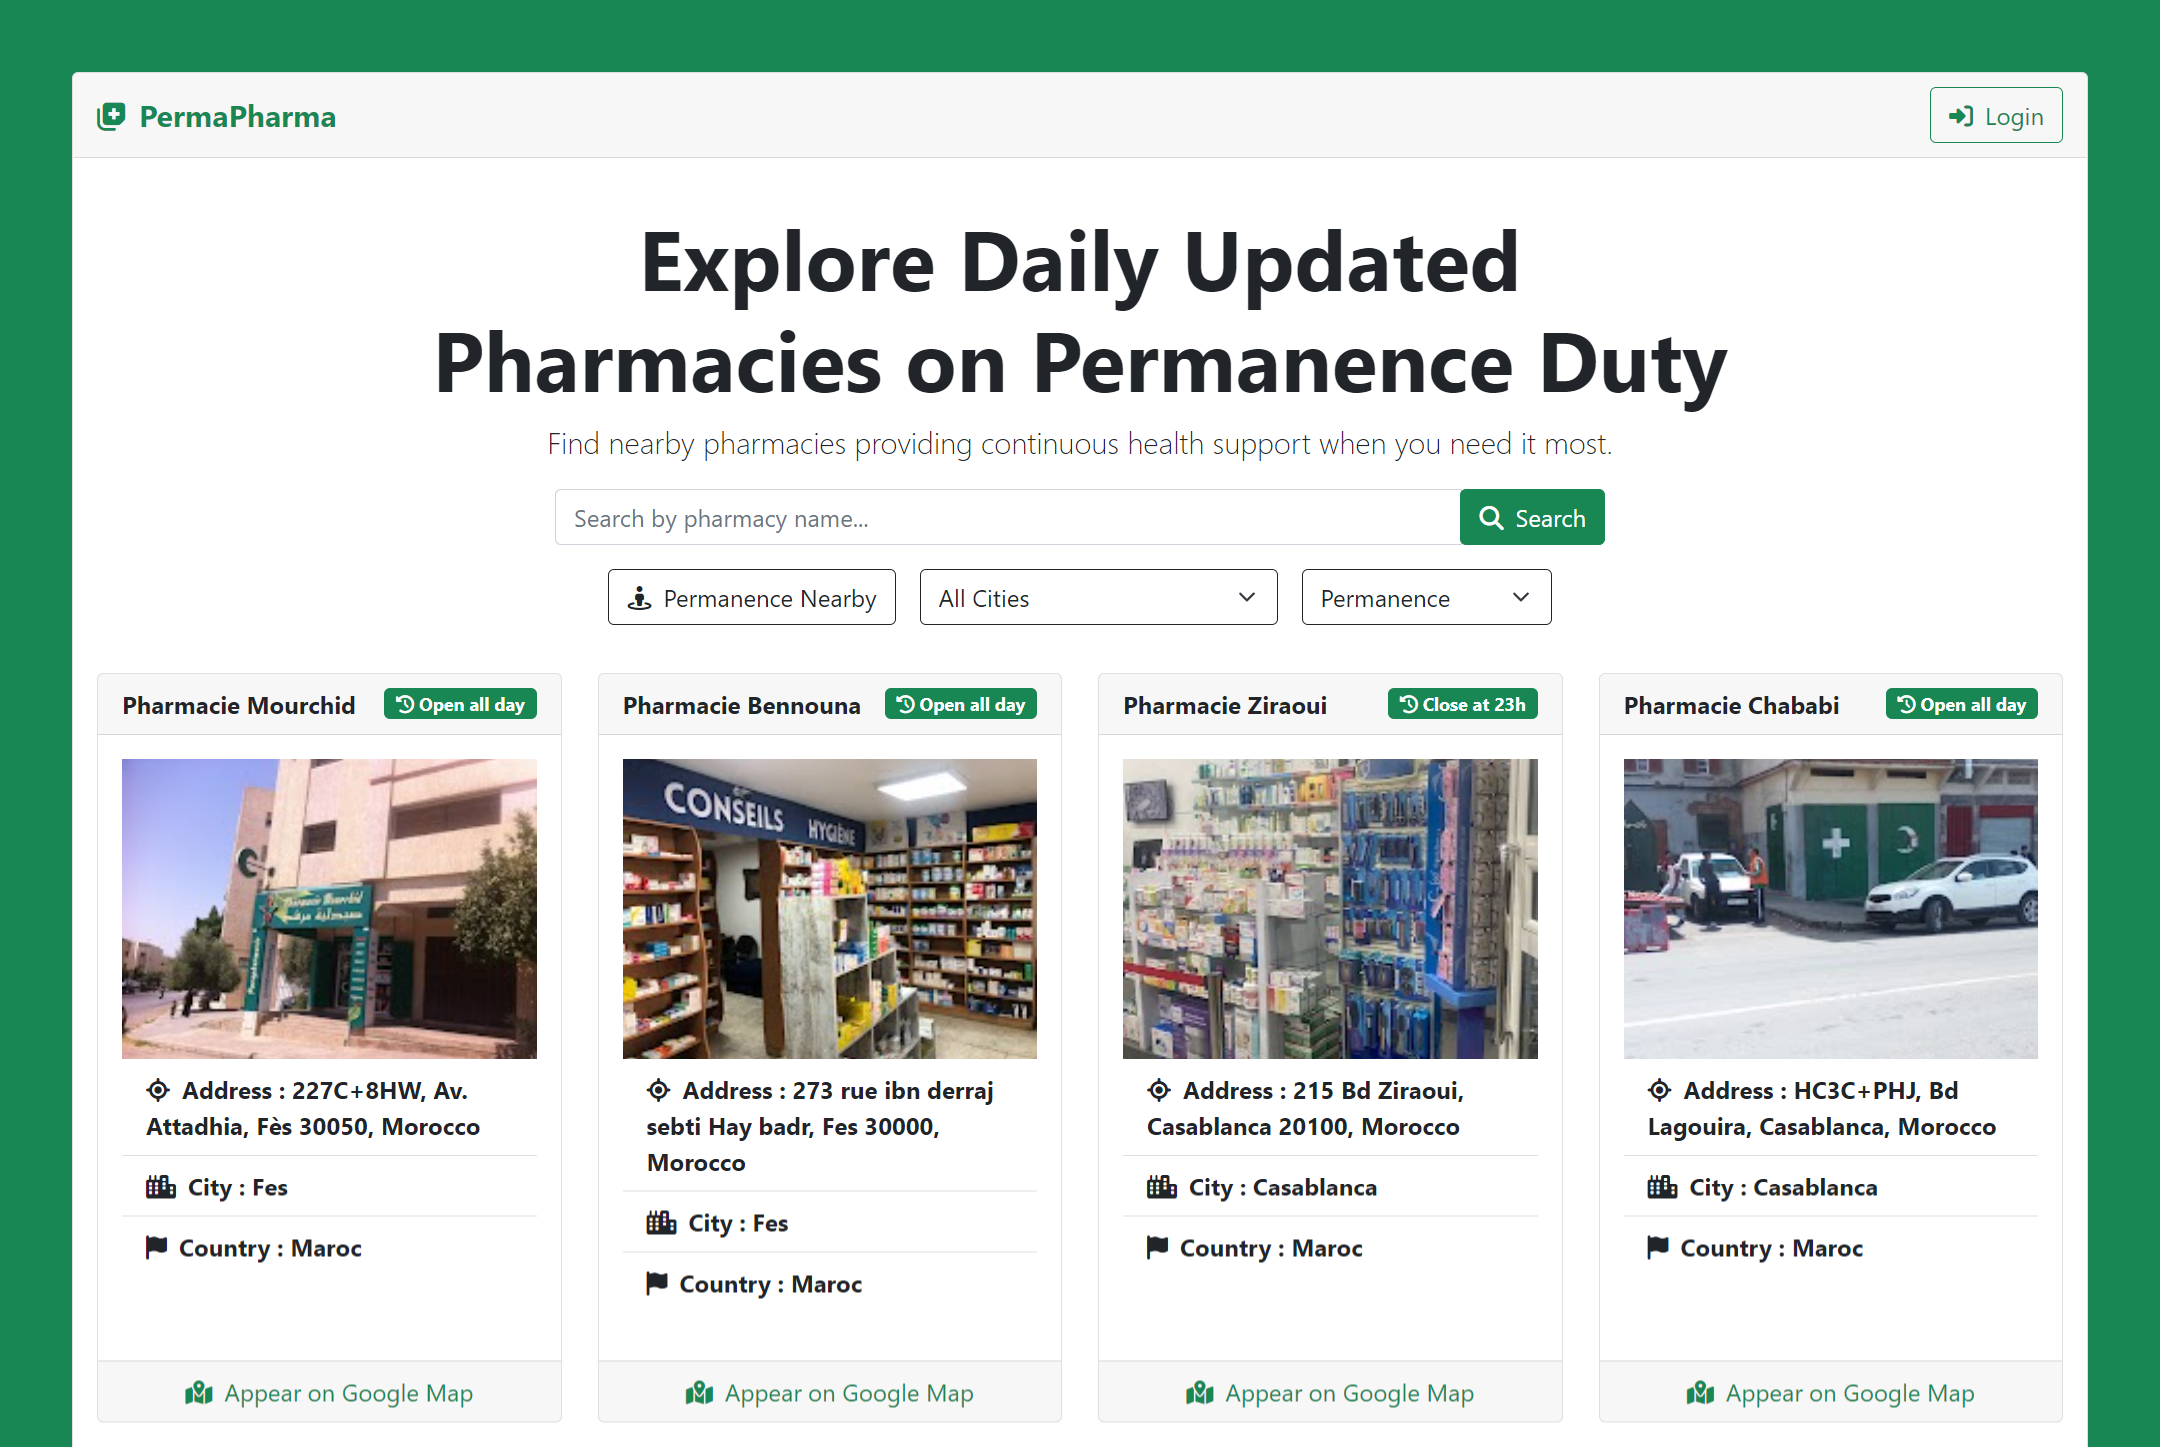 PermaPharma
Login
Explore Daily Updated
Pharmacies on Permanence Duty
Find nearby pharmacies providing continuous health support when you need it most.
Search by pharmacy name...
Search
Permanence Nearby
All Cities
Permanence
Pharmacie Mourchid
Open all day
Address : 227C+8HW, Av.
Attadhia, Fès 30050, Morocco
City : Fes
Country : Maroc
Appear on Google Map
Pharmacie Bennouna
Open all day
CONSEILS
HYGIÈNE
Address : 273 rue ibn derraj
sebti Hay badr, Fes 30000,
Morocco
City : Fes
Country : Maroc
Appear on Google Map
Pharmacie Ziraoui
Close at 23h
Address : 215 Bd Ziraoui,
Casablanca 20100, Morocco
City : Casablanca
Country : Maroc
Appear on Google Map
Pharmacie Chababi
Open all day
Address : HC3C+PHJ, Bd
Lagouira, Casablanca, Morocco
City : Casablanca
Country : Maroc
Appear on Google Map